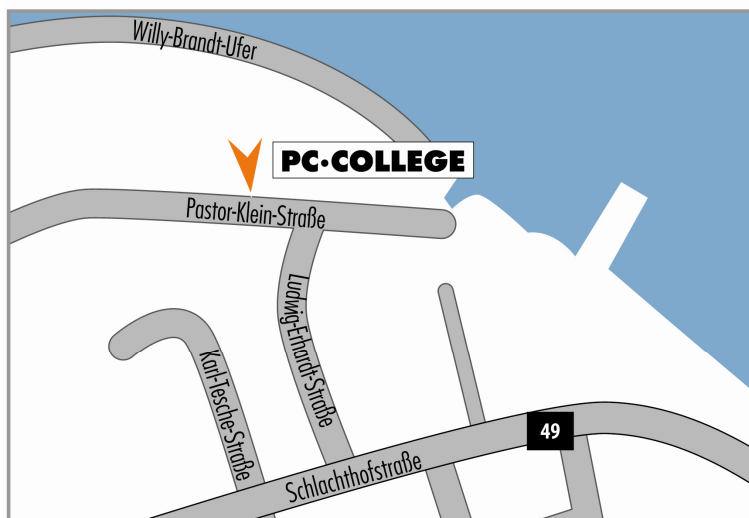 Willy-Brandt-Ufer
PC·COLLEGE
Pastor-Klein-Straße
Ludwig-Erhardt-Straße
Karl-Tesche-Straße
49
Schlachthofstraße